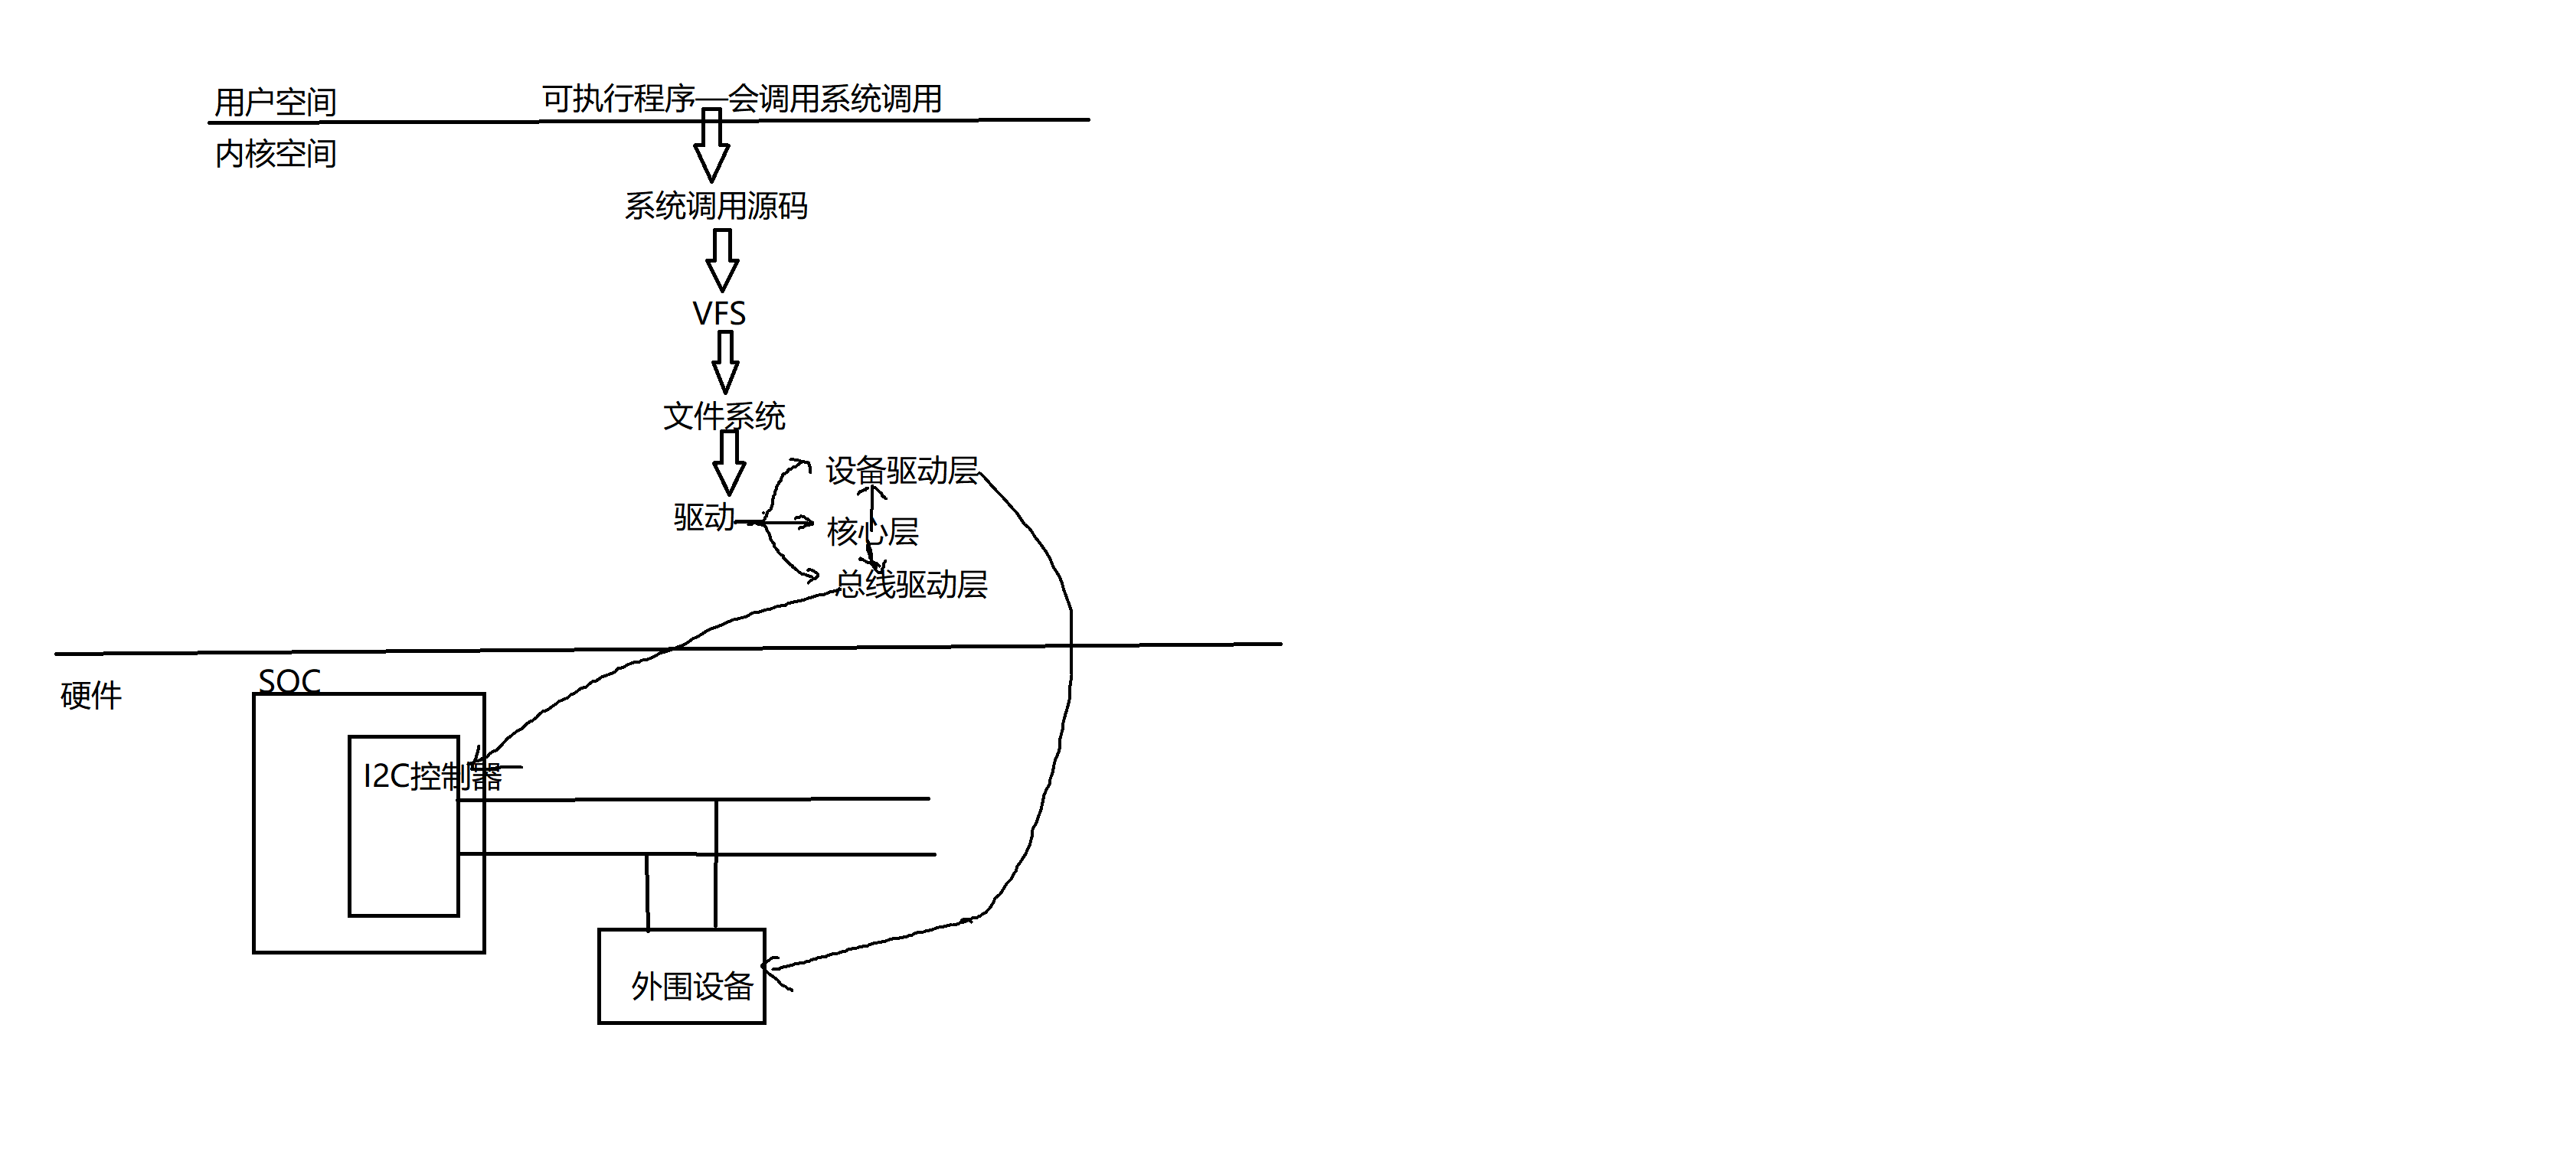 用户空间
可执行程序—会调用系统调用
内核空间
系统调用源码
VFS
文件系统
设备驱动层
驱动
核心层
总线驱动层
SOC
硬件
I2C控制器
外围设备